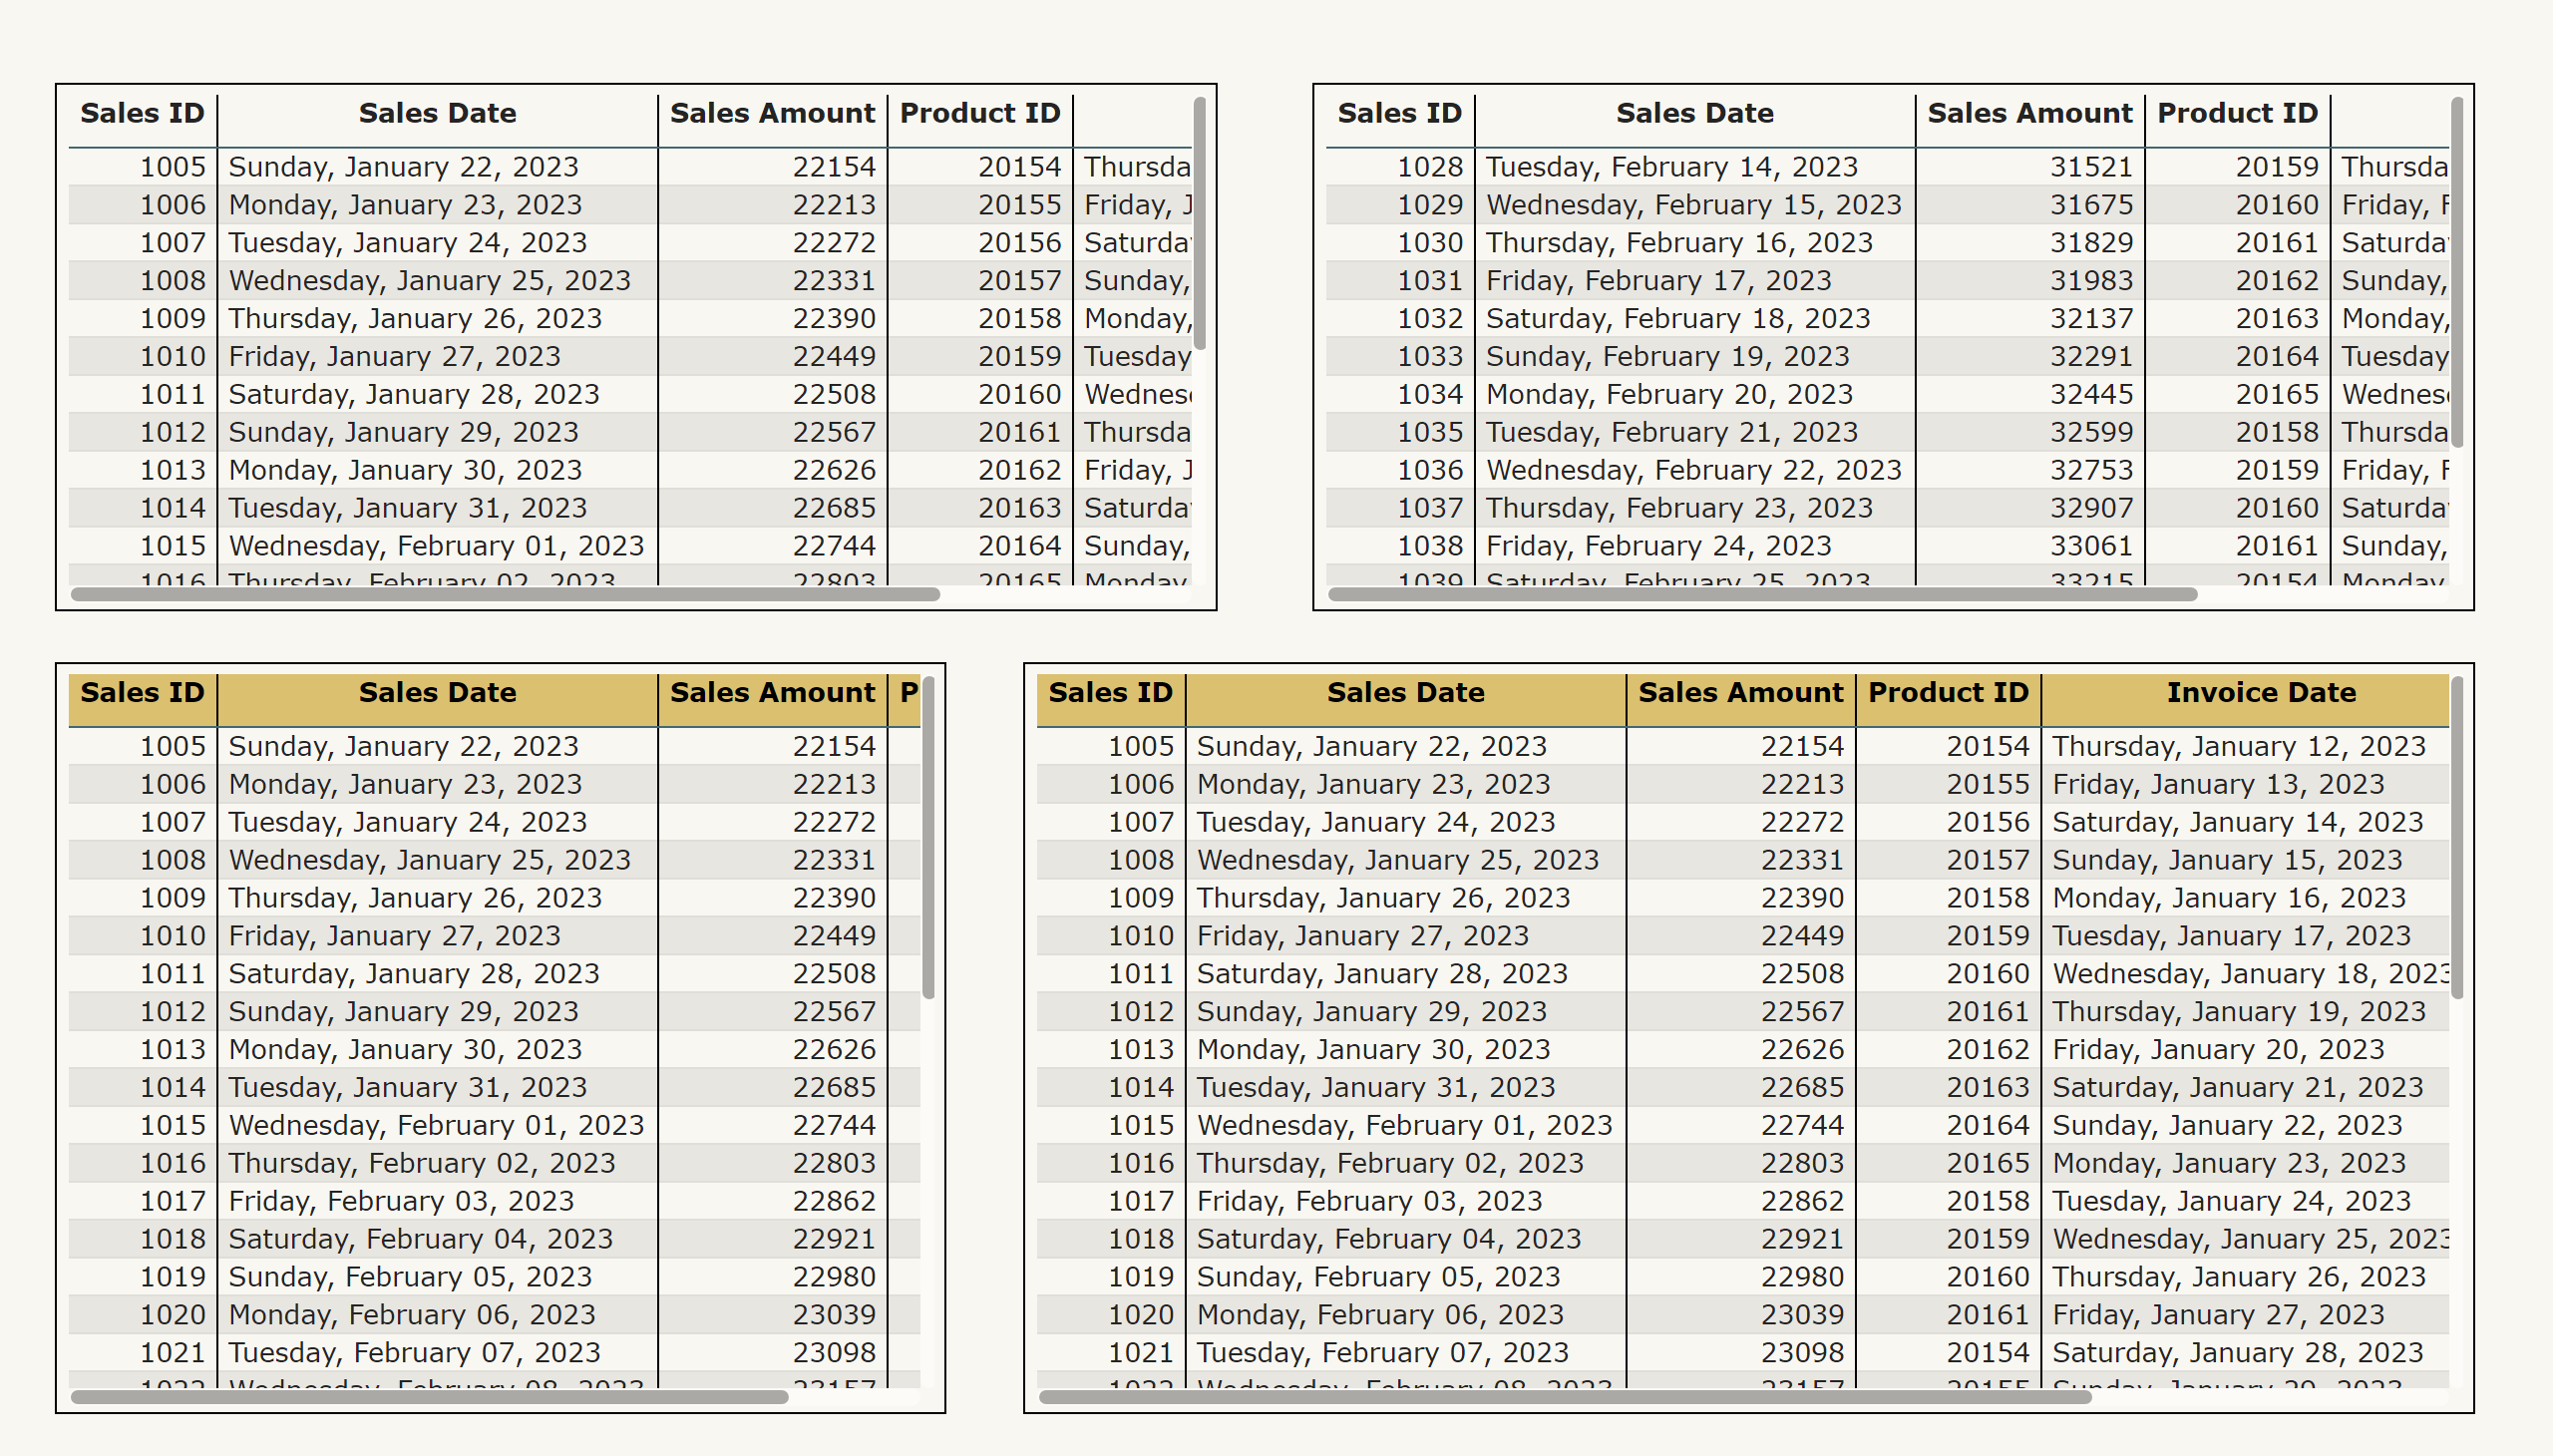 Sales ID Sales Date Sales Amount Product ID
1005 Sunday, January 22, 2023 22154 20154 Thursda
1006 Monday, January 23, 2023 22213 20155 Friday, J
1007 Tuesday, January 24, 2023 22272 20156 Saturda
1008 Wednesday, January 25, 2023 22331 20157 Sunday,
1009 Thursday, January 26, 2023 22390 20158 Monday,
1010 Friday, January 27, 2023 22449 20159 Tuesday
1011 Saturday, January 28, 2023 22508 20160 Wednes
1012 Sunday, January 29, 2023 22567 20161 Thursda
1013 Monday, January 30, 2023 22626 20162 Friday, J
1014 Tuesday, January 31, 2023 22685 20163 Saturda
1015 Wednesday, February 01, 2023 22744 20164 Sunday,
1016 Thursday, February 02, 2023 22803 20165 Monday
Sales ID Sales Date Sales Amount Product ID
1028 Tuesday, February 14, 2023 31521 20159 Thursda
1029 Wednesday, February 15, 2023 31675 20160 Friday, F
1030 Thursday, February 16, 2023 31829 20161 Saturda
1031 Friday, February 17, 2023 31983 20162 Sunday,
1032 Saturday, February 18, 2023 32137 20163 Monday,
1033 Sunday, February 19, 2023 32291 20164 Tuesday
1034 Monday, February 20, 2023 32445 20165 Wednes
1035 Tuesday, February 21, 2023 32599 20158 Thursda
1036 Wednesday, February 22, 2023 32753 20159 Friday, F
1037 Thursday, February 23, 2023 32907 20160 Saturda
1038 Friday, February 24, 2023 33061 20161 Sunday,
1039 Saturday, February 25, 2023 33215 20154 Monday
Sales ID Sales Date Sales Amount P
1005 Sunday, January 22, 2023 22154
1006 Monday, January 23, 2023 22213
1007 Tuesday, January 24, 2023 22272
1008 Wednesday, January 25, 2023 22331
1009 Thursday, January 26, 2023 22390
1010 Friday, January 27, 2023 22449
1011 Saturday, January 28, 2023 22508
1012 Sunday, January 29, 2023 22567
1013 Monday, January 30, 2023 22626
1014 Tuesday, January 31, 2023 22685
1015 Wednesday, February 01, 2023 22744
1016 Thursday, February 02, 2023 22803
1017 Friday, February 03, 2023 22862
1018 Saturday, February 04, 2023 22921
1019 Sunday, February 05, 2023 22980
1020 Monday, February 06, 2023 23039
1021 Tuesday, February 07, 2023 23098
1022 Wednesday, February 08, 2023 23157
Sales ID Sales Date Sales Amount Product ID Invoice Date
1005 Sunday, January 22, 2023 22154 20154 Thursday, January 12, 2023
1006 Monday, January 23, 2023 22213 20155 Friday, January 13, 2023
1007 Tuesday, January 24, 2023 22272 20156 Saturday, January 14, 2023
1008 Wednesday, January 25, 2023 22331 20157 Sunday, January 15, 2023
1009 Thursday, January 26, 2023 22390 20158 Monday, January 16, 2023
1010 Friday, January 27, 2023 22449 20159 Tuesday, January 17, 2023
1011 Saturday, January 28, 2023 22508 20160 Wednesday, January 18, 2023
1012 Sunday, January 29, 2023 22567 20161 Thursday, January 19, 2023
1013 Monday, January 30, 2023 22626 20162 Friday, January 20, 2023
1014 Tuesday, January 31, 2023 22685 20163 Saturday, January 21, 2023
1015 Wednesday, February 01, 2023 22744 20164 Sunday, January 22, 2023
1016 Thursday, February 02, 2023 22803 20165 Monday, January 23, 2023
1017 Friday, February 03, 2023 22862 20158 Tuesday, January 24, 2023
1018 Saturday, February 04, 2023 22921 20159 Wednesday, January 25, 2023
1019 Sunday, February 05, 2023 22980 20160 Thursday, January 26, 2023
1020 Monday, February 06, 2023 23039 20161 Friday, January 27, 2023
1021 Tuesday, February 07, 2023 23098 20154 Saturday, January 28, 2023
1022 Wednesday, February 08, 2023 23157 20155 Sunday, January 29, 2023